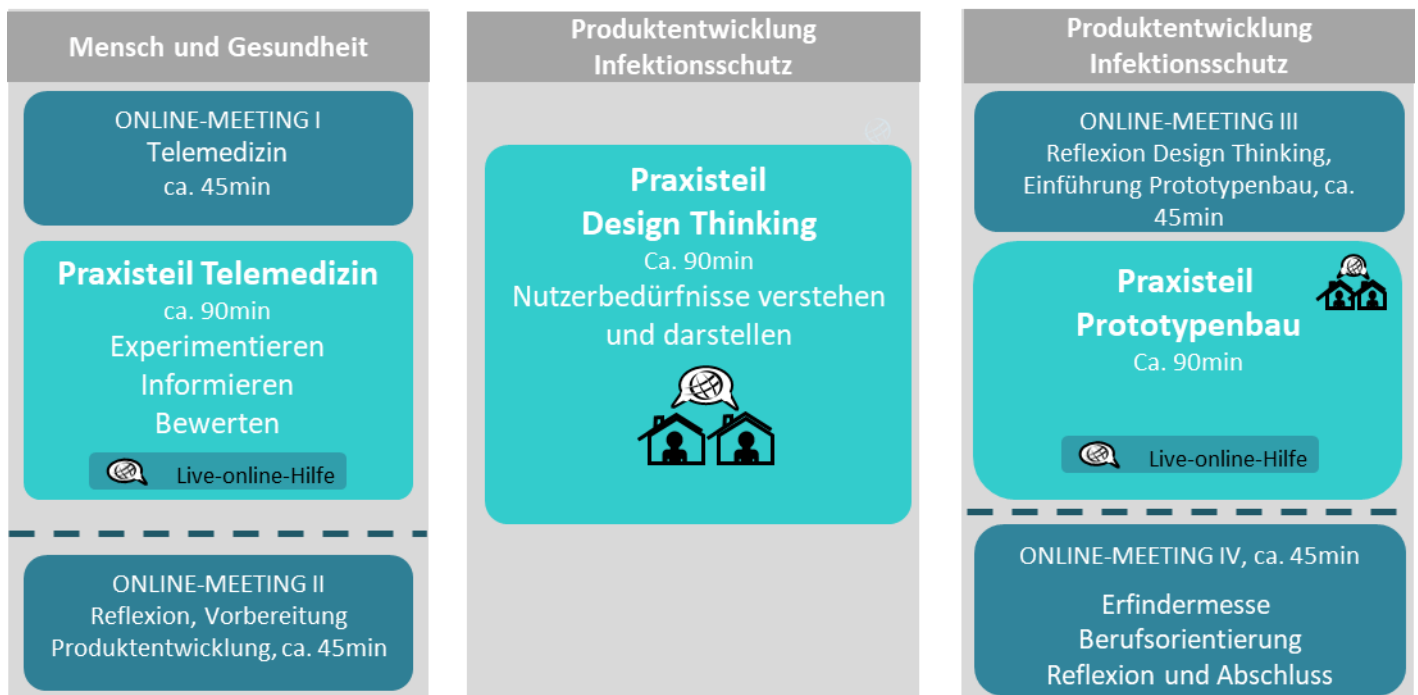 Mensch und Gesundheit
ONLINE-MEETING I
Telemedizin
ca. 45min
Praxisteil Telemedizin
ca. 90min
Experimentieren
Informieren
Bewerten
Live-online-Hilfe
ONLINE-MEETING II
Reflexion, Vorbereitung
Produktentwicklung, ca. 45min
Produktentwicklung
Infektionsschutz
Praxisteil
Design Thinking
Ca. 90min
Nutzerbedürfnisse verstehen
und darstellen
Produktentwicklung
Infektionsschutz
ONLINE-MEETING III
Reflexion Design Thinking,
Einführung Prototypenbau, ca.
45min
Praxisteil
Prototypenbau
Ca. 90min
Live-online-Hilfe
ONLINE-MEETING IV, ca. 45min
Erfindermesse
Berufsorientierung
Reflexion und Abschluss